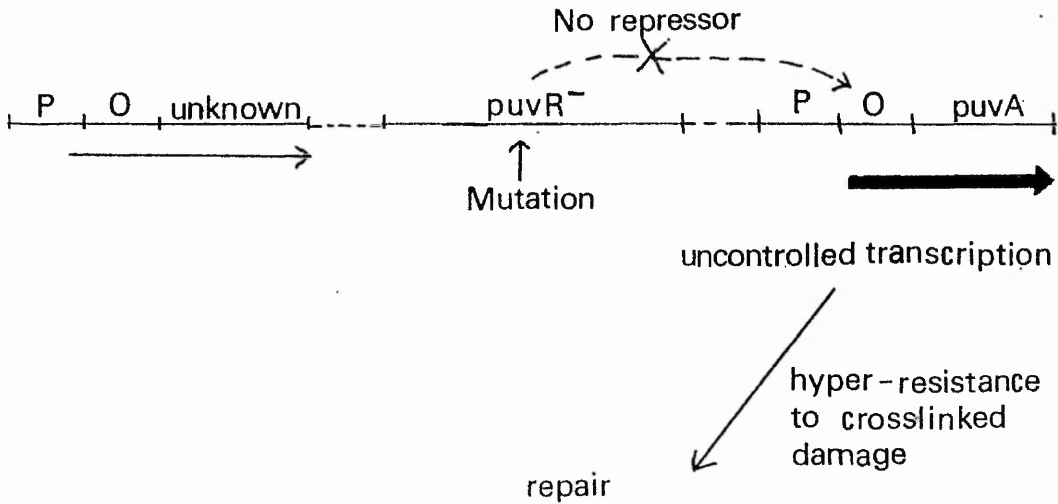 No repressor
P O unknown puvR⁻ P O puvA
Mutation
uncontrolled transcription
hyper-resistance
to crosslinked
damage
repair